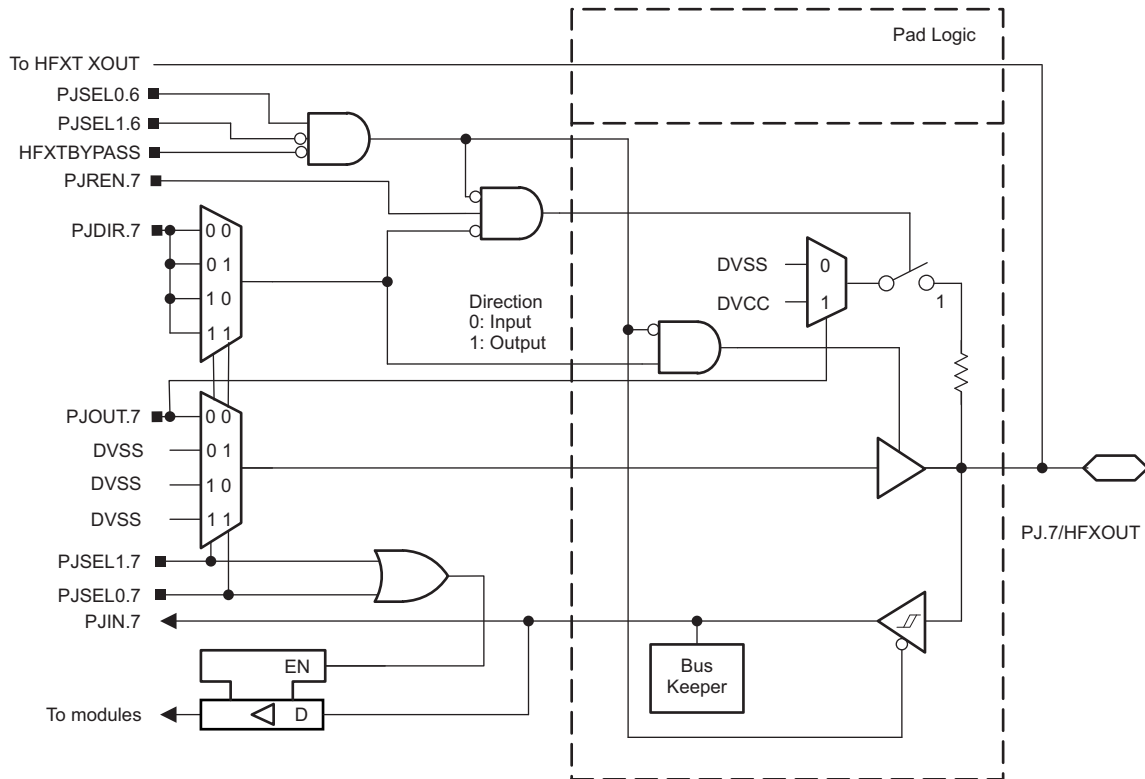 Pad Logic
To HFXT XOUT
PJSEL0.6
PJSEL1.6
HFXTBYPASS
PJREN.7
PJDIR.7
0 0
0 1
1 0
1 1
Direction
0: Input
1: Output
DVSS
0
DVCC
1
1
PJOUT.7
0 0
DVSS
0 1
DVSS
1 0
DVSS
1 1
PJ.7/HFXOUT
PJSEL1.7
PJSEL0.7
PJIN.7
Bus
Keeper
EN
D
To modules